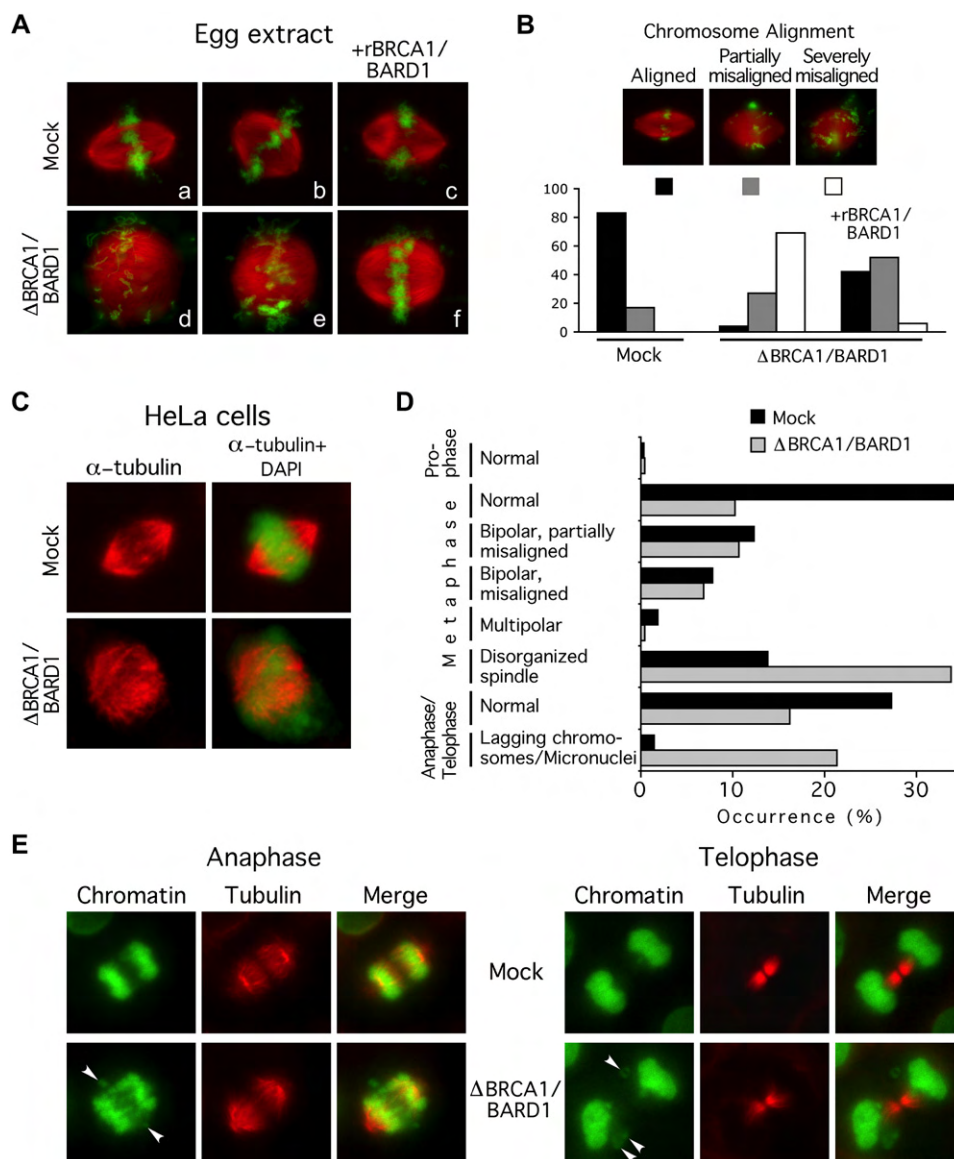 A
Egg extract
+rBRCA1/
BARD1
Mock
a
b
c
ΔBRCA1/
BARD1
d
e
f
B
Chromosome Alignment
Aligned
Partially
misaligned
Severely
misaligned
100
80
60
40
20
0
+rBRCA1/
BARD1
Mock
ΔBRCA1/BARD1
C
HeLa cells
α-tubulin
α-tubulin+
DAPI
Mock
ΔBRCA1/
BARD1
D
Mock
ΔBRCA1/BARD1
Pro-
phase
Normal
Metaphase
Normal
Bipolar, partially
misaligned
Bipolar,
misaligned
Multipolar
Disorganized
spindle
Anaphase/
Telophase
Normal
Lagging chromo-
somes/Micronuclei
0
10
20
30
Occurrence (%)
E
Anaphase
Telophase
Chromatin
Tubulin
Merge
Chromatin
Tubulin
Merge
Mock
ΔBRCA1/
BARD1